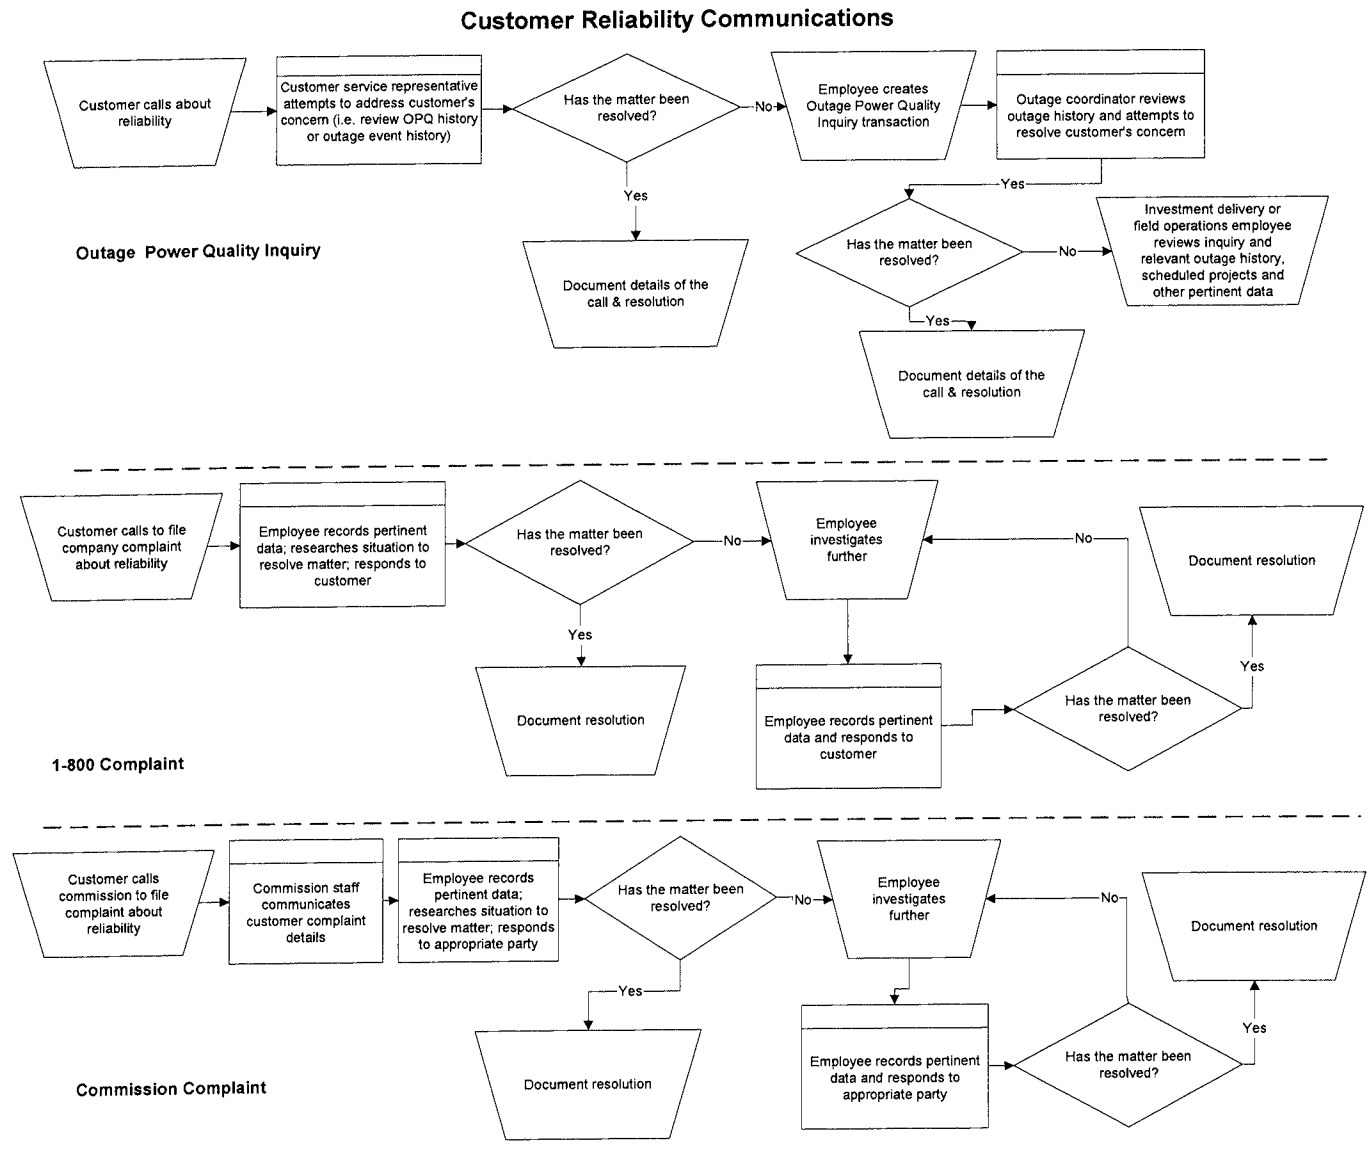 Customer Reliability Communications
Customer calls about
reliability
Customer service representative
attempts to address customer's
concern (i.e. review OPQ history
or outage event history)
Has the matter been
resolved?
No
Employee creates
Outage Power Quality
Inquiry transaction
Outage coordinator reviews
outage history and attempts to
resolve customer's concern
Yes
Yes
Outage Power Quality Inquiry
Document details of the
call & resolution
Has the matter been
resolved?
No
Investment delivery or
field operations employee
reviews inquiry and
relevant outage history,
scheduled projects and
other pertinent data
Yes
Document details of the
call & resolution
Customer calls to file
company complaint
about reliability
Employee records pertinent
data; researches situation to
resolve matter; responds to
customer
Has the matter been
resolved?
No
Employee
investigates
further
No
Document resolution
Yes
Document resolution
Employee records pertinent
data and responds to
customer
Has the matter been
resolved?
Yes
1-800 Complaint
Customer calls
commission to file
complaint about
reliability
Commission staff
communicates
customer complaint
details
Employee records
pertinent data;
researches situation to
resolve matter; responds
to appropriate party
Has the matter been
resolved?
No
Employee
investigates
further
No
Document resolution
Yes
Document resolution
Employee records pertinent
data and responds to
appropriate party
Has the matter been
resolved?
Yes
Commission Complaint